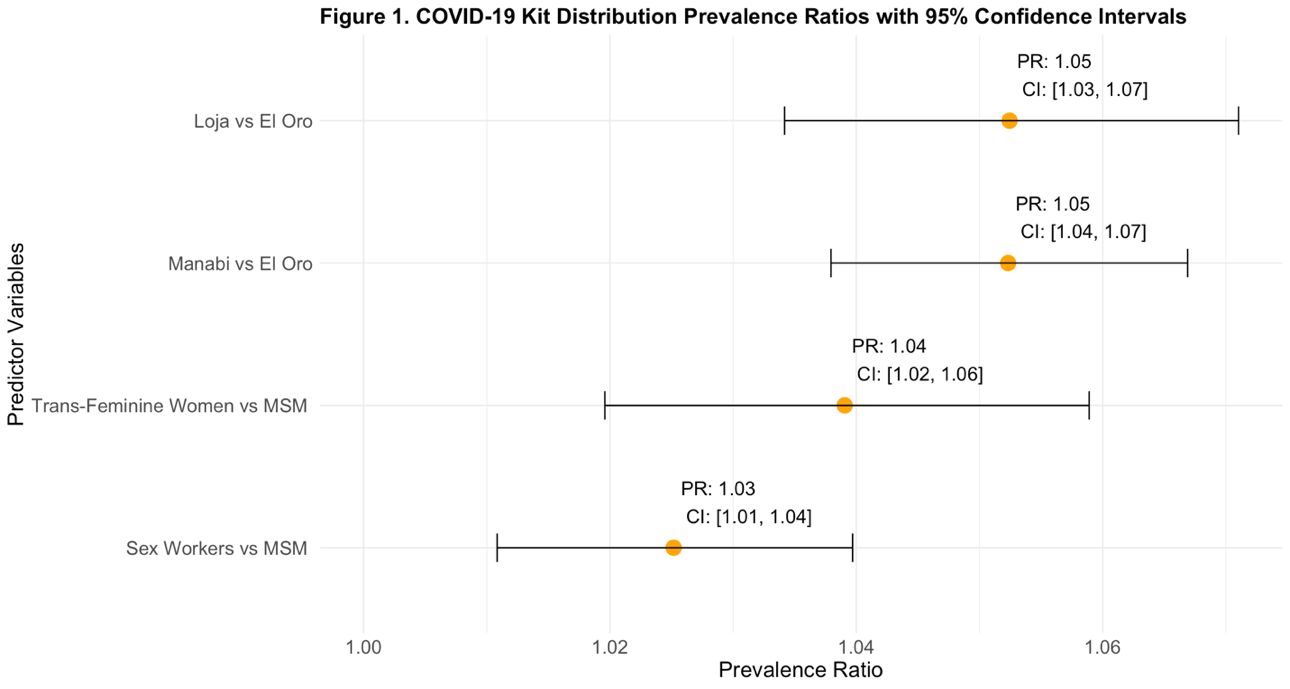 Figure 1. COVID-19 Kit Distribution Prevalence Ratios with 95% Confidence Intervals
PR: 1.05
CI: [1.03, 1.07]
Loja vs El Oro
PR: 1.05
CI: [1.04, 1.07]
Manabi vs El Oro
Predictor Variables
PR: 1.04
CI: [1.02, 1.06]
Trans-Feminine Women vs MSM
PR: 1.03
CI: [1.01, 1.04]
Sex Workers vs MSM
1.00 1.02 1.04 1.06
Prevalence Ratio